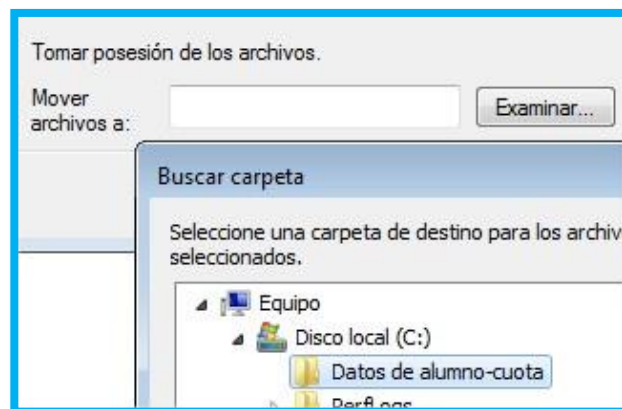 Tomar posesión de los archivos.
Mover
archivos a:
Examinar...
Buscar carpeta
Seleccione una carpeta de destino para los archiv
seleccionados.
Equipo
Disco local (C:)
Datos de alumno-cuota
PerfLogs